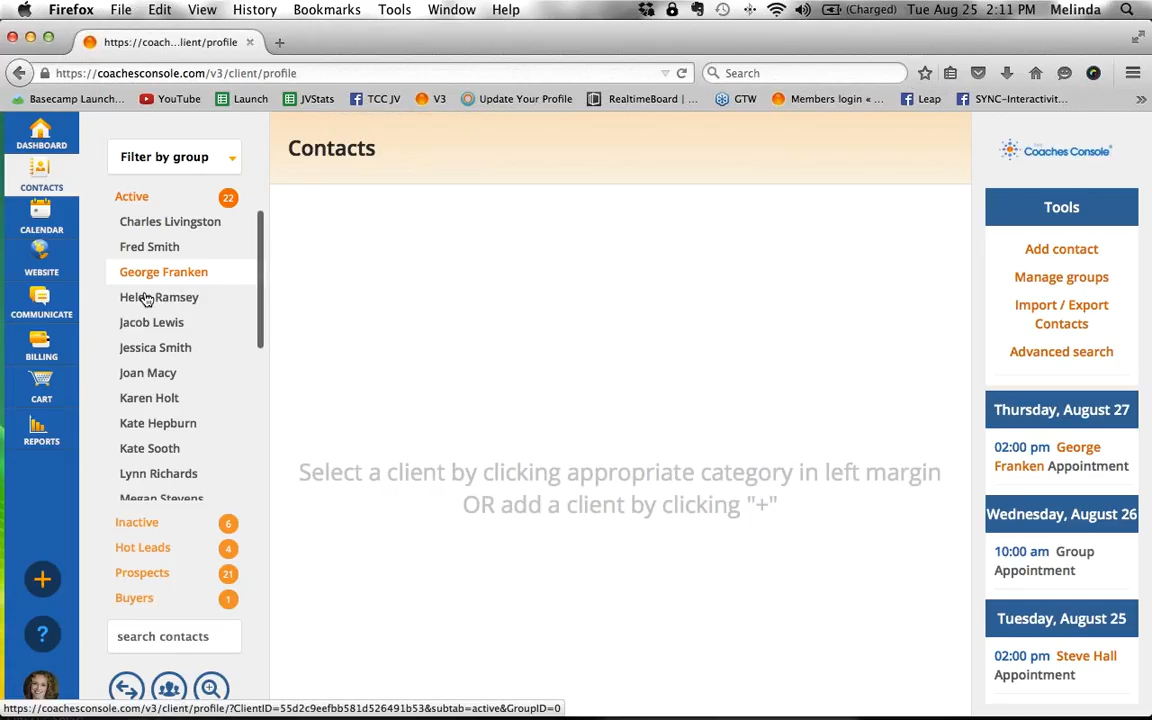 Firefox File Edit View History Bookmarks Tools Window Help (Charged) Tue Aug 25 2:11 PM Melinda
https://coach...lient/profile
https://coachesconsole.com/v3/client/profile Search
Basecamp Launch... YouTube Launch JVStats TCC JV V3 Update Your Profile RealtimeBoard | ... GTW Members login « ... Leap SYNC-Interactivit...
DASHBOARD
CONTACTS
CALENDAR
WEBSITE
COMMUNICATE
BILLING
CART
REPORTS
+
?
Filter by group
Active 22
Charles Livingston
Fred Smith
George Franken
Helen Ramsey
Jacob Lewis
Jessica Smith
Joan Macy
Karen Holt
Kate Hepburn
Kate Sooth
Lynn Richards
Megan Stevens
Inactive 6
Hot Leads 4
Prospects 21
Buyers 1
search contacts
Contacts
Select a client by clicking appropriate category in left margin
OR add a client by clicking "+"
THE
Coaches Console®
Tools
Add contact
Manage groups
Import / Export
Contacts
Advanced search
Thursday, August 27
02:00 pm George
Franken Appointment
Wednesday, August 26
10:00 am Group
Appointment
Tuesday, August 25
02:00 pm Steve Hall
Appointment
https://coachesconsole.com/v3/client/profile/?ClientID=55d2c9eefbb581d526491b53&subtab=active&GroupID=0